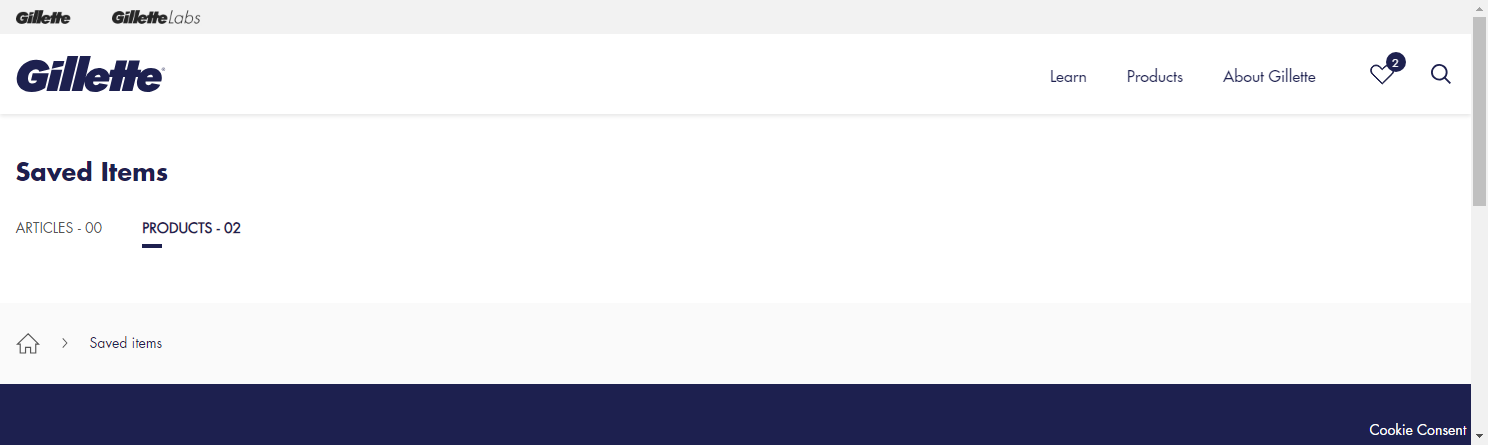 Gillette GilletteLabs
Gillette®
Learn Products About Gillette 2
Saved Items
ARTICLES - 00 PRODUCTS - 02
Saved items
Cookie Consent